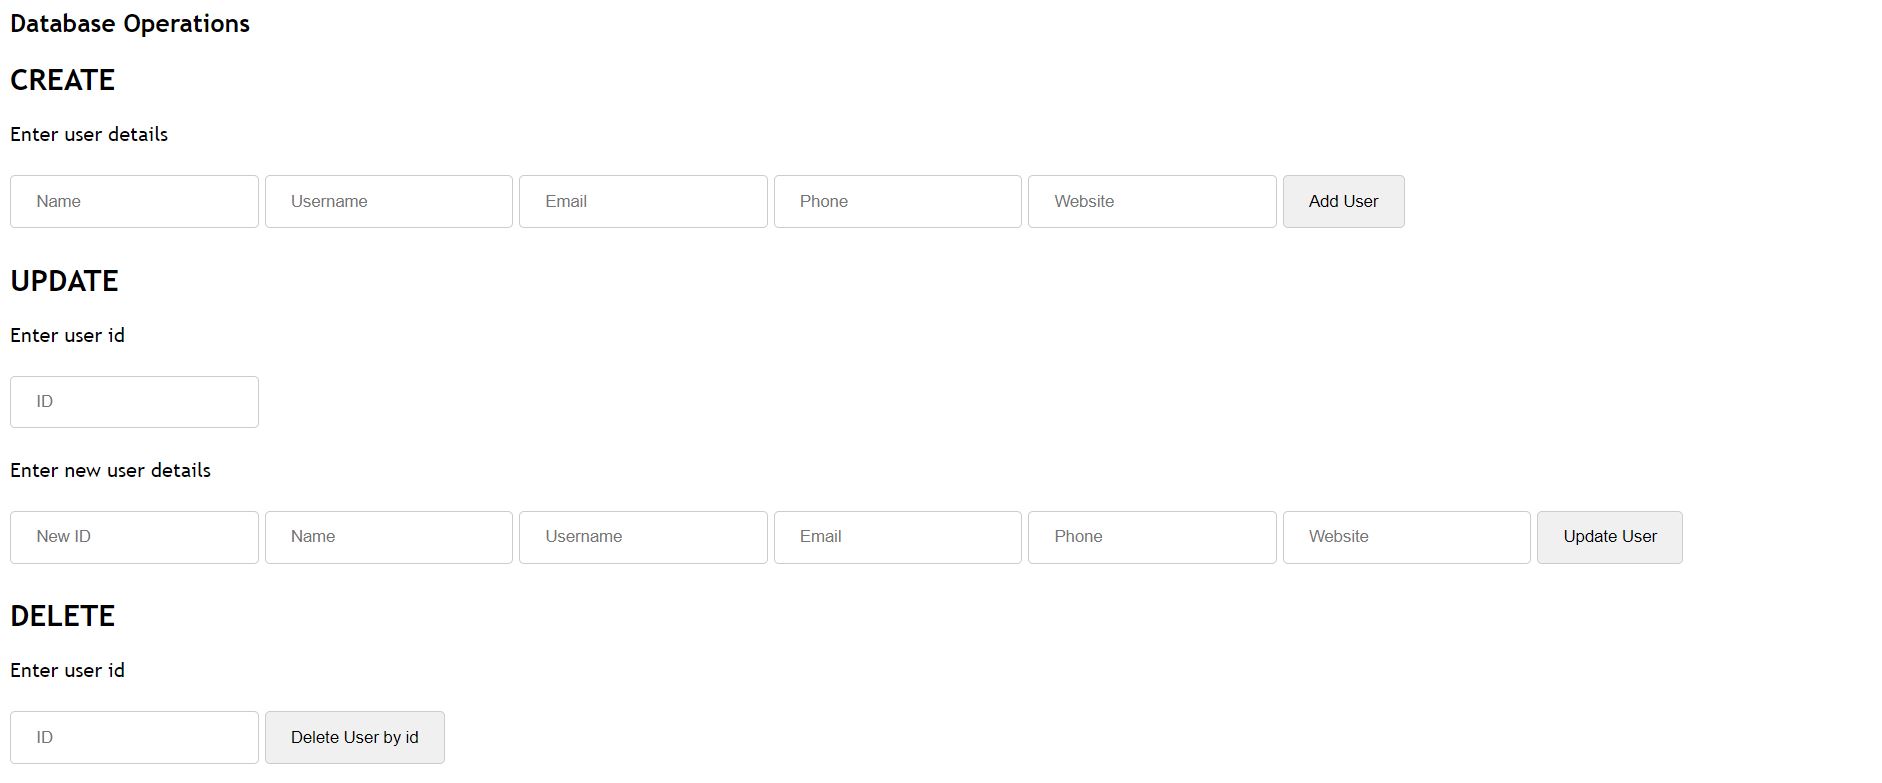 Database Operations
CREATE
Enter user details
Name Username Email Phone Website Add User
UPDATE
Enter user id
ID
Enter new user details
New ID Name Username Email Phone Website Update User
DELETE
Enter user id
ID Delete User by id